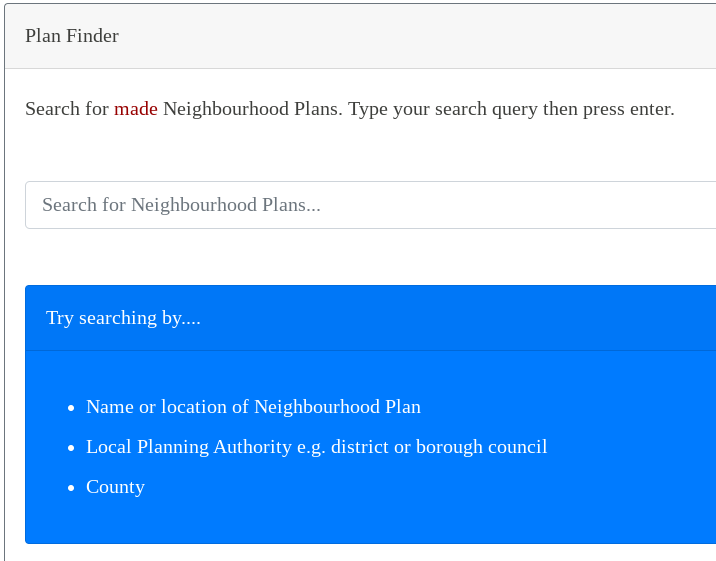 Plan Finder
Search for made Neighbourhood Plans. Type your search query then press enter.
Search for Neighbourhood Plans...
Try searching by....
Name or location of Neighbourhood Plan
Local Planning Authority e.g. district or borough council
County